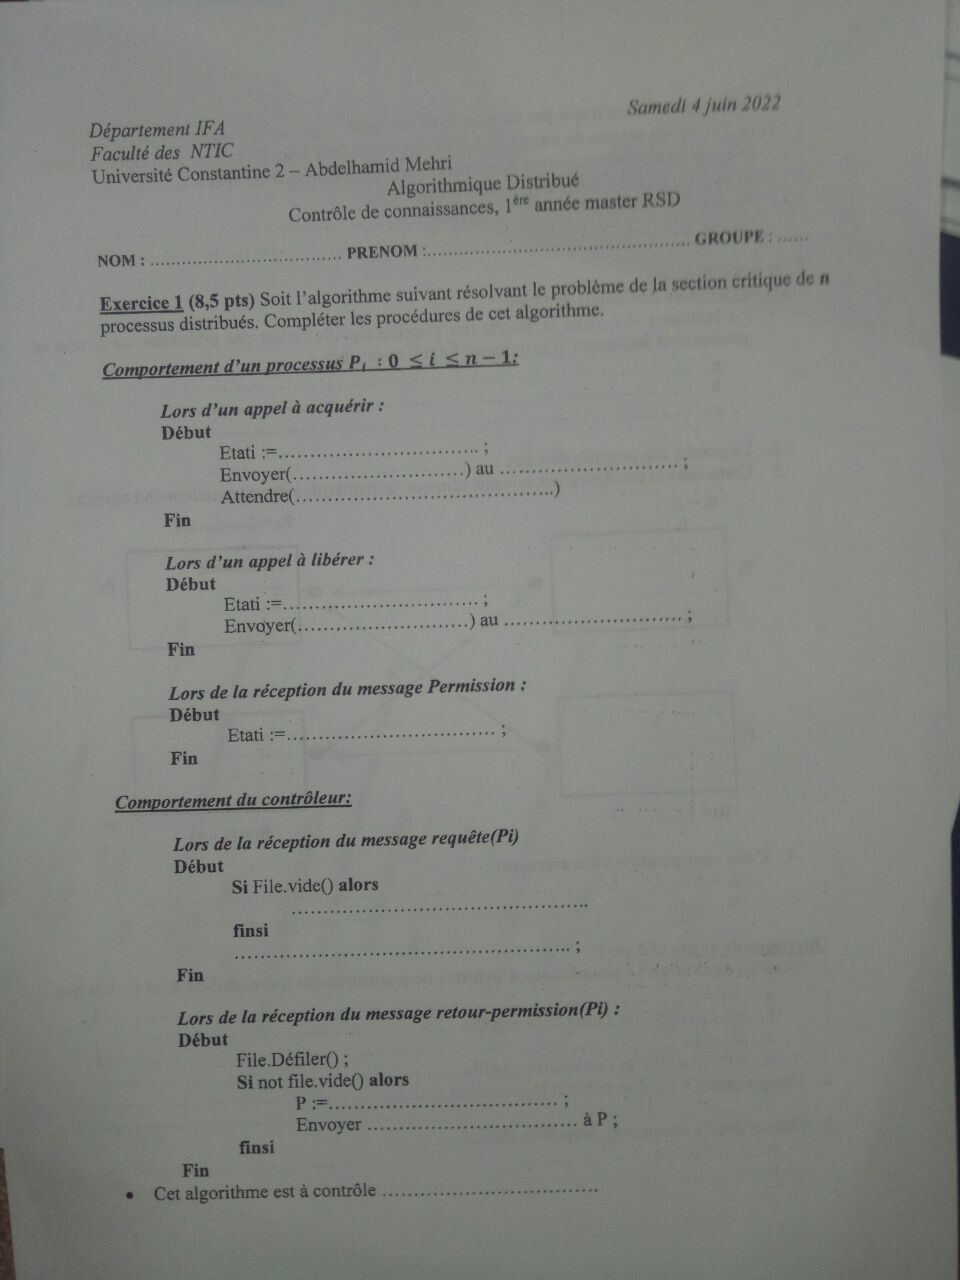 Samedi 4 juin 2022
Département IFA
Faculté des NTIC
Université Constantine 2 – Abdelhamid Mehri
Algorithmique Distribué
Contrôle de connaissances, 1ère année master RSD
NOM : .................................... PRENOM :.................................................. GROUPE : ......
Exercice 1 (8,5 pts) Soit l'algorithme suivant résolvant le problème de la section critique de n
processus distribués. Compléter les procédures de cet algorithme.
Comportement d'un processus Pi : 0 ≤ i ≤ n − 1:
Lors d'un appel à acquérir :
Début
Etati :=..................................... ;
Envoyer(................................) au ................................. ;
Attendre(................................................)
Fin
Lors d'un appel à libérer :
Début
Etati :=.................................... ;
Envoyer(................................) au ................................. ;
Fin
Lors de la réception du message Permission :
Début
Etati :=...................................... ;
Fin
Comportement du contrôleur:
Lors de la réception du message requête(Pi)
Début
Si File.vide() alors
......................................................
finsi
.............................................................. ;
Fin
Lors de la réception du message retour-permission(Pi) :
Début
File.Défiler() ;
Si not file.vide() alors
P :=.......................................... ;
Envoyer ...................................... à P ;
finsi
Fin
• Cet algorithme est à contrôle .......................................